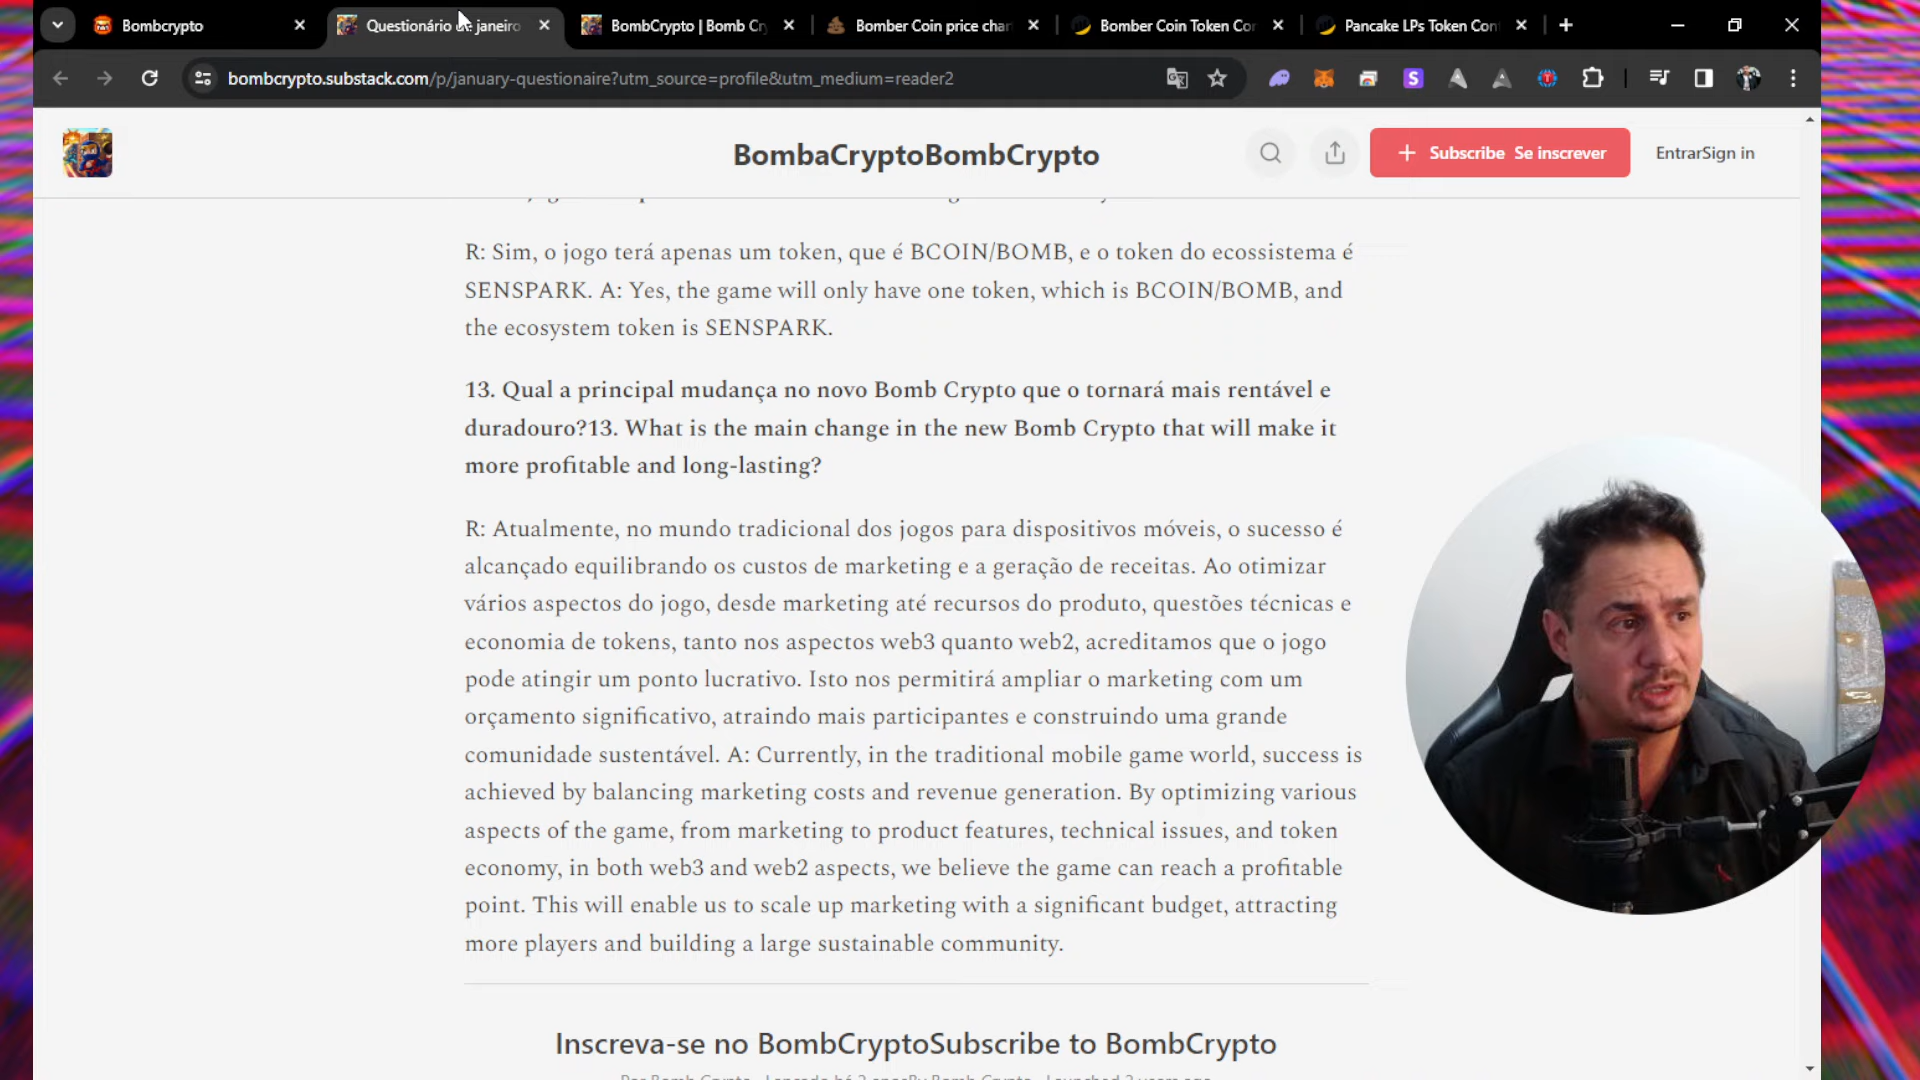 Bombcrypto
Questionário de janeiro
BombCrypto | Bomb Cry
Bomber Coin price char
Bomber Coin Token Con
Pancake LPs Token Cont
bombcrypto.substack.com/p/january-questionaire?utm_source=profile&utm_medium=reader2
BombaCryptoBombCrypto
Subscribe Se inscrever
EntrarSign in
R: Sim, o jogo terá apenas um token, que é BCOIN/BOMB, e o token do ecossistema é
SENSPARK. A: Yes, the game will only have one token, which is BCOIN/BOMB, and
the ecosystem token is SENSPARK.
13. Qual a principal mudança no novo Bomb Crypto que o tornará mais rentável e
duradouro?13. What is the main change in the new Bomb Crypto that will make it
more profitable and long-lasting?
R: Atualmente, no mundo tradicional dos jogos para dispositivos móveis, o sucesso é
alcançado equilibrando os custos de marketing e a geração de receitas. Ao otimizar
vários aspectos do jogo, desde marketing até recursos do produto, questões técnicas e
economia de tokens, tanto nos aspectos web3 quanto web2, acreditamos que o jogo
pode atingir um ponto lucrativo. Isto nos permitirá ampliar o marketing com um
orçamento significativo, atraindo mais participantes e construindo uma grande
comunidade sustentável. A: Currently, in the traditional mobile game world, success is
achieved by balancing marketing costs and revenue generation. By optimizing various
aspects of the game, from marketing to product features, technical issues, and token
economy, in both web3 and web2 aspects, we believe the game can reach a profitable
point. This will enable us to scale up marketing with a significant budget, attracting
more players and building a large sustainable community.
Inscreva-se no BombCryptoSubscribe to BombCrypto